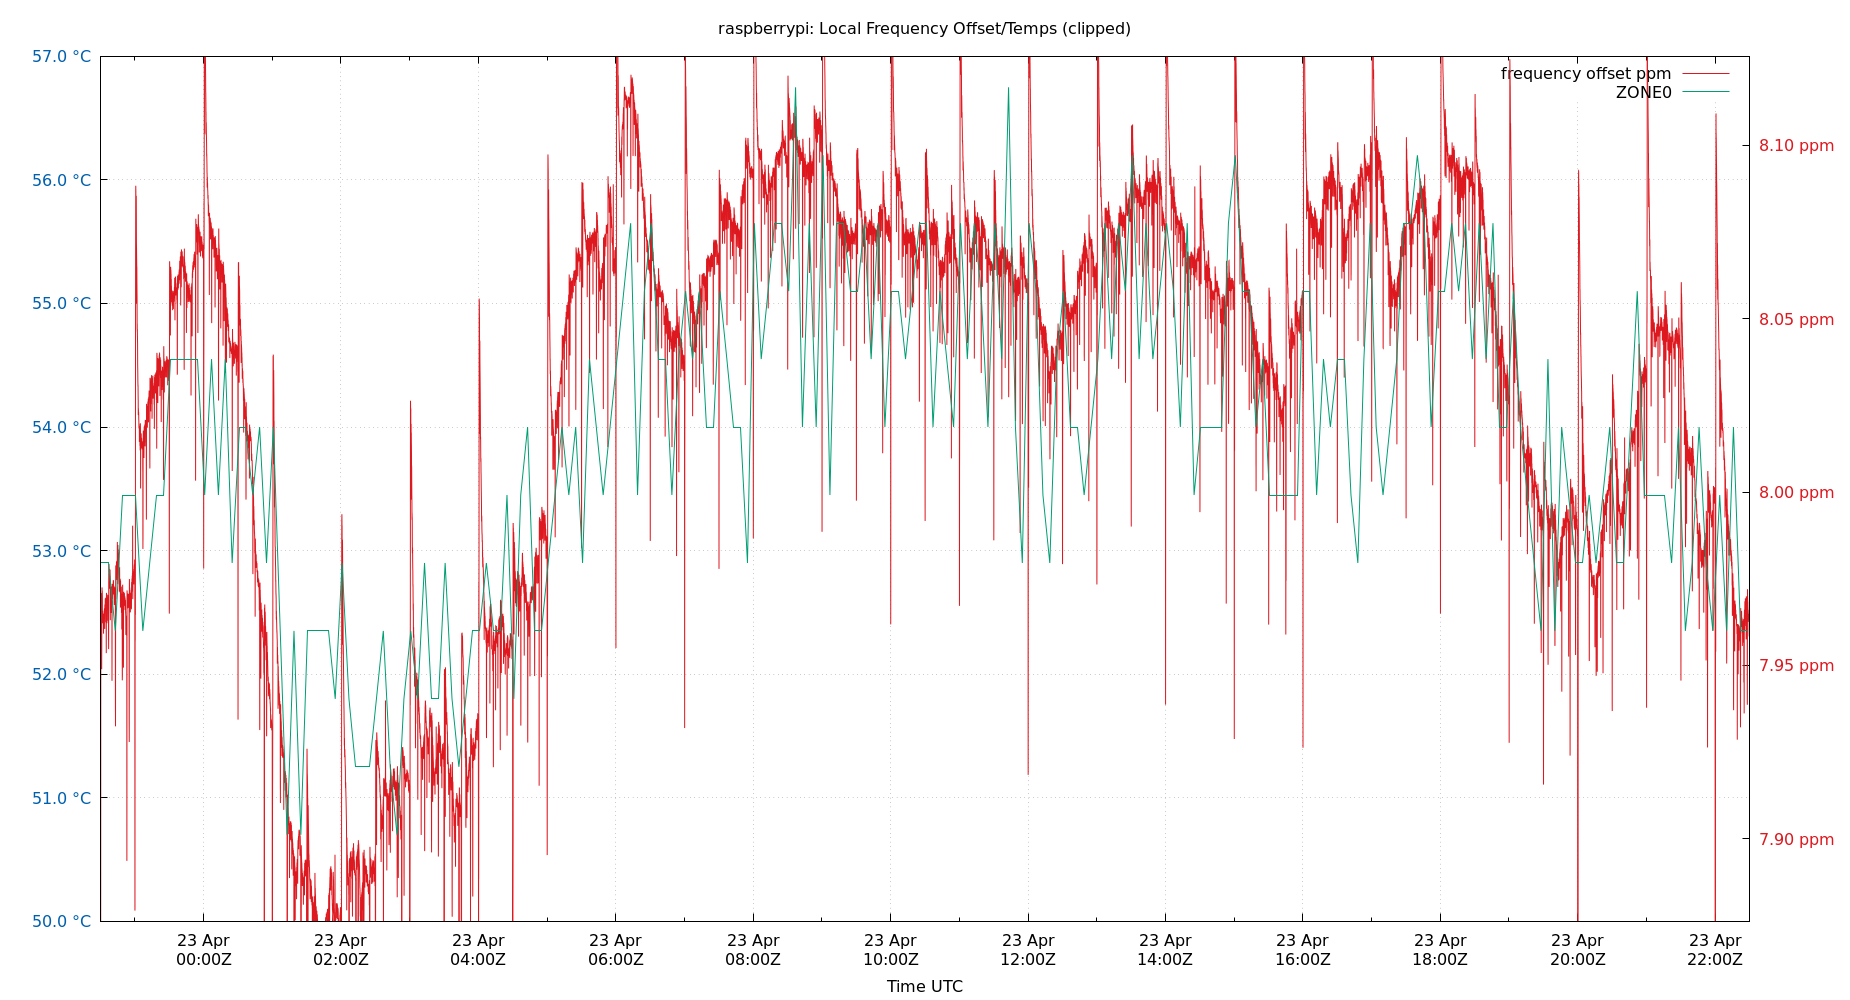 raspberrypi: Local Frequency Offset/Temps (clipped)
frequency offset ppm
ZONE0
57.0 °C
56.0 °C
55.0 °C
54.0 °C
53.0 °C
52.0 °C
51.0 °C
50.0 °C
8.10 ppm
8.05 ppm
8.00 ppm
7.95 ppm
7.90 ppm
23 Apr 23 Apr 23 Apr 23 Apr 23 Apr 23 Apr 23 Apr 23 Apr 23 Apr 23 Apr 23 Apr 23 Apr
00:00Z 02:00Z 04:00Z 06:00Z 08:00Z 10:00Z 12:00Z 14:00Z 16:00Z 18:00Z 20:00Z 22:00Z
Time UTC